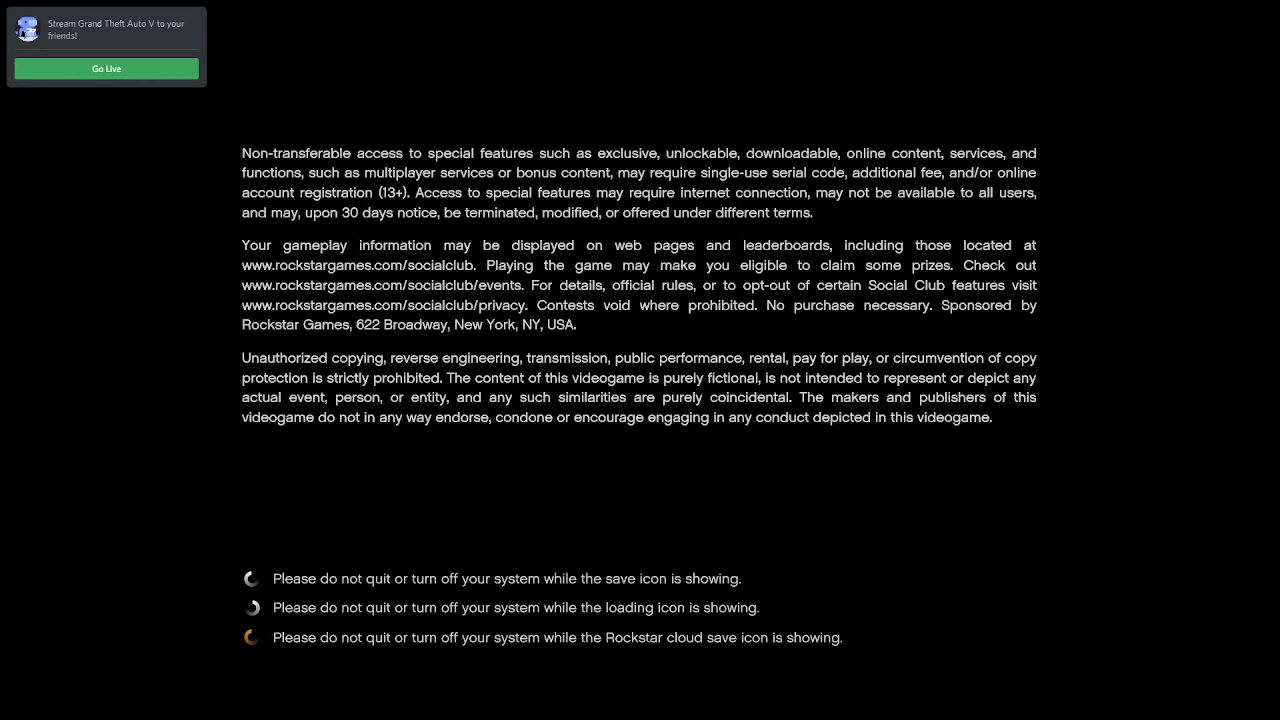 Stream Grand Theft Auto V to your
friends!
Go Live
Non-transferable access to special features such as exclusive, unlockable, downloadable, online content, services, and
functions, such as multiplayer services or bonus content, may require single-use serial code, additional fee, and/or online
account registration (13+). Access to special features may require internet connection, may not be available to all users,
and may, upon 30 days notice, be terminated, modified, or offered under different terms.
Your gameplay information may be displayed on web pages and leaderboards, including those located at
www.rockstargames.com/socialclub. Playing the game may make you eligible to claim some prizes. Check out
www.rockstargames.com/socialclub/events. For details, official rules, or to opt-out of certain Social Club features visit
www.rockstargames.com/socialclub/privacy. Contests void where prohibited. No purchase necessary. Sponsored by
Rockstar Games, 622 Broadway, New York, NY, USA.
Unauthorized copying, reverse engineering, transmission, public performance, rental, pay for play, or circumvention of copy
protection is strictly prohibited. The content of this videogame is purely fictional, is not intended to represent or depict any
actual event, person, or entity, and any such similarities are purely coincidental. The makers and publishers of this
videogame do not in any way endorse, condone or encourage engaging in any conduct depicted in this videogame.
Please do not quit or turn off your system while the save icon is showing.
Please do not quit or turn off your system while the loading icon is showing.
Please do not quit or turn off your system while the Rockstar cloud save icon is showing.